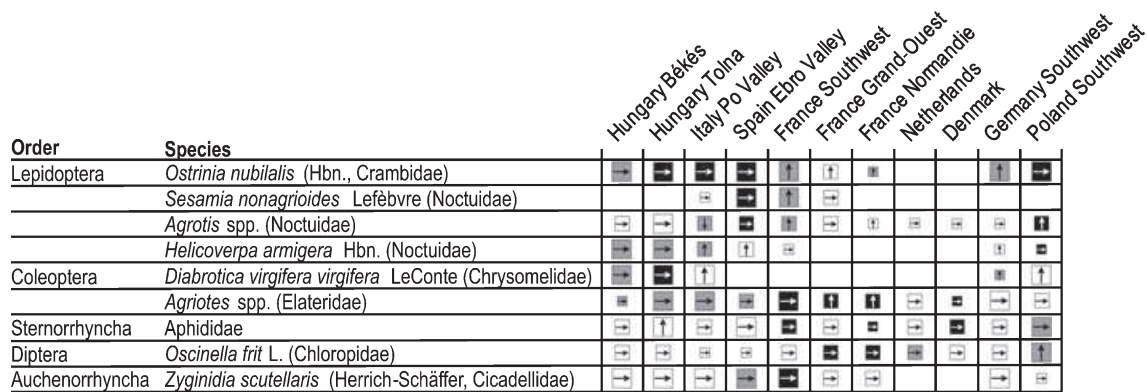 Hungary Békés
Hungary Tolna
Italy Po Valley
Spain Ebro Valley
France Southwest
France Grand-Ouest
France Normandie
Netherlands
Denmark
Germany Southwest
Poland Southwest
Order Species
Lepidoptera Ostrinia nubilalis (Hbn., Crambidae)
Sesamia nonagrioides Lefèbvre (Noctuidae)
Agrotis spp. (Noctuidae)
Helicoverpa armigera Hbn. (Noctuidae)
Coleoptera Diabrotica virgifera virgifera LeConte (Chrysomelidae)
Agriotes spp. (Elateridae)
Sternorrhyncha Aphididae
Diptera Oscinella frit L. (Chloropidae)
Auchenorrhyncha Zyginidia scutellaris (Herrich-Schäffer, Cicadellidae)